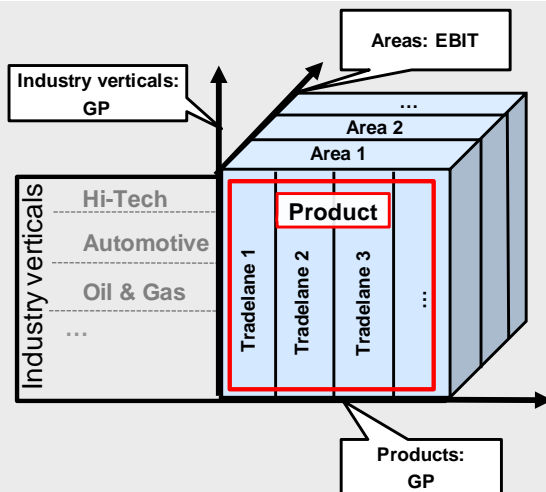 Areas: EBIT
Industry verticals:
GP
...
Area 2
Area 1
Industry verticals
Hi-Tech
Automotive
Oil & Gas
...
Product
Tradelane 1
Tradelane 2
Tradelane 3
...
Products:
GP